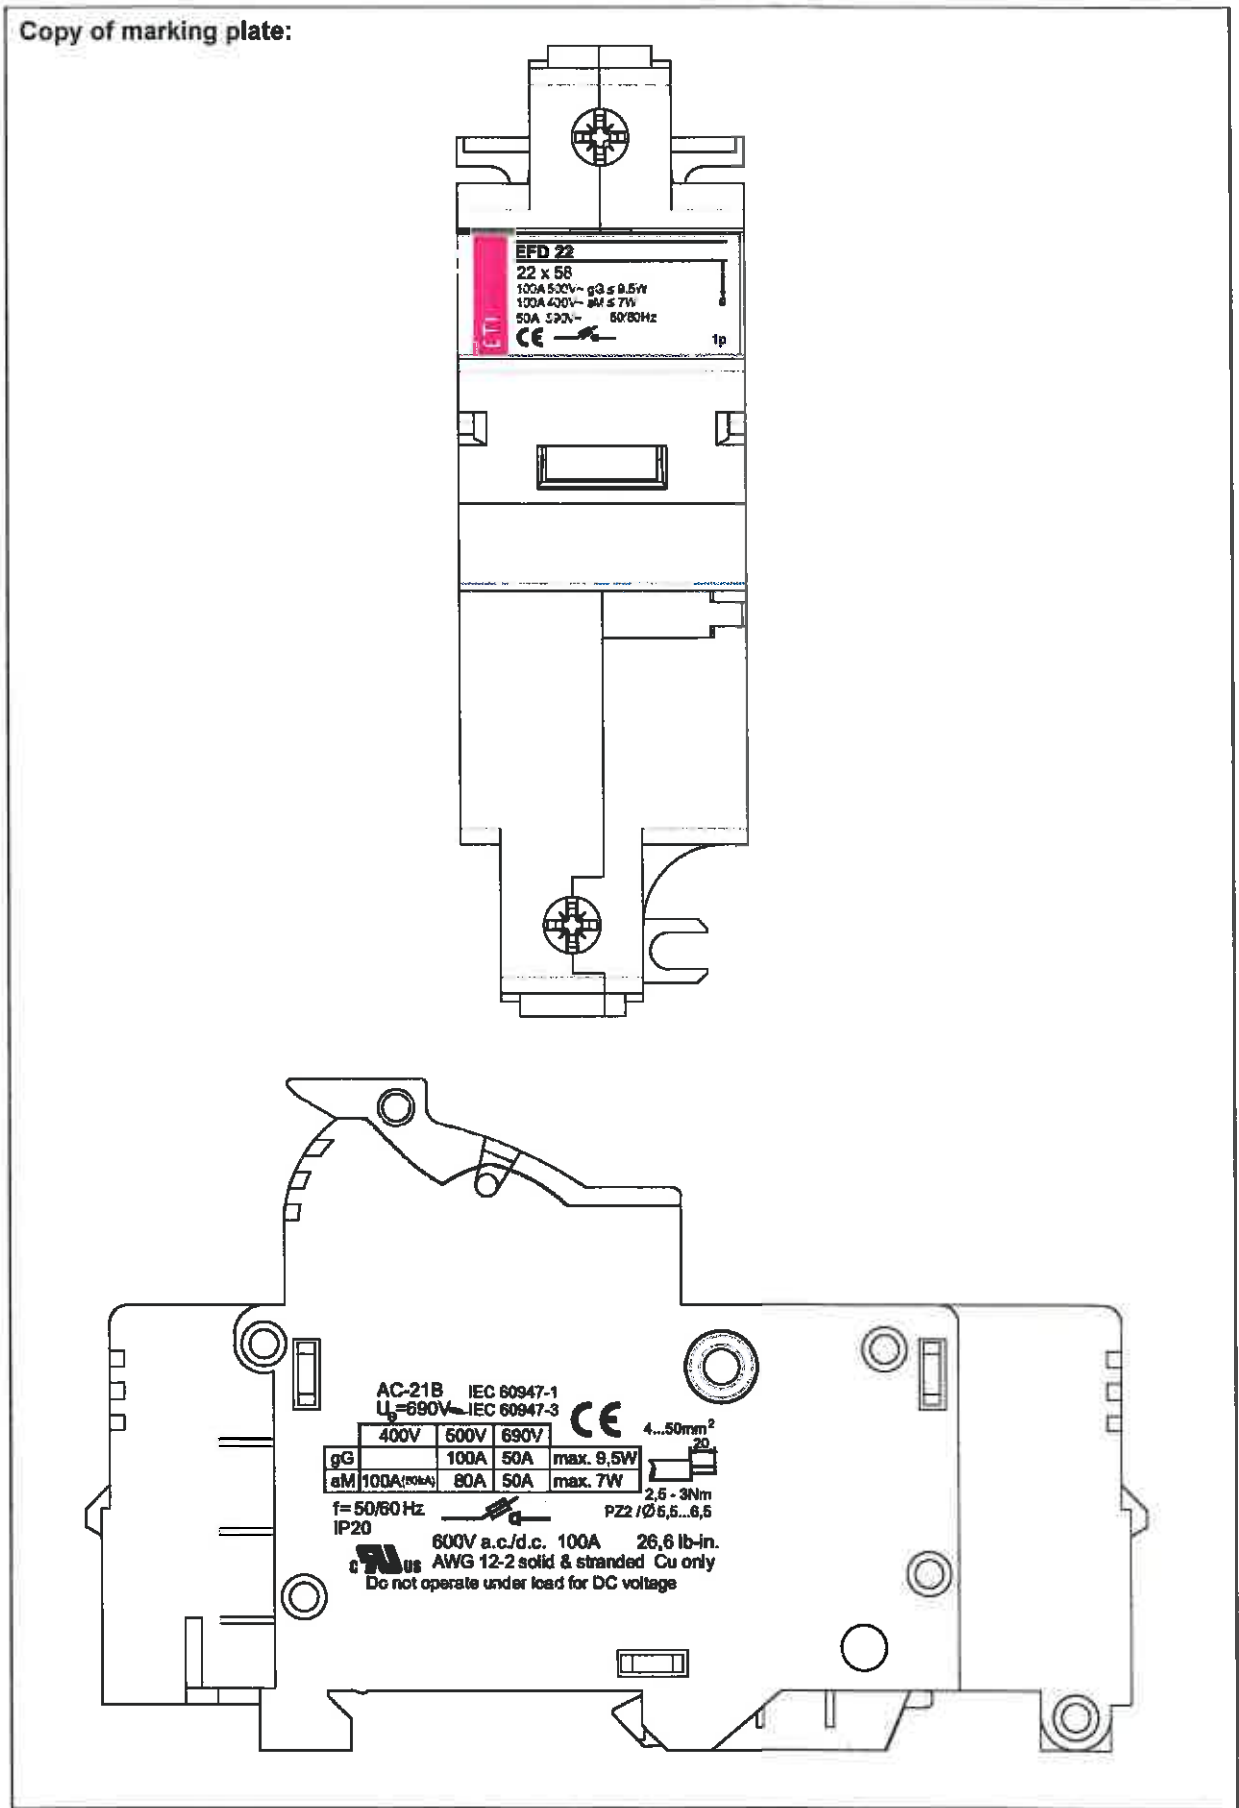 Copy of marking plate:
ETI
EFD 22
22 x 58
100A 500V~ gG ≤ 9.5W
100A 400V~ aM ≤ 7W
50A 690V~ 50/60Hz
CE
1p
AC-21B IEC 60947-1
Ue=690V~ IEC 60947-3
CE
4...50mm²
400V 500V 690V
20
gG 100A 50A max. 9,5W
aM 100A(50kA) 80A 50A max. 7W
2,5 - 3Nm
f= 50/60 Hz
PZ2 /Ø 5,5...6,5
IP20
600V a.c./d.c. 100A 26,6 lb-in.
c US AWG 12-2 solid & stranded Cu only
Do not operate under load for DC voltage